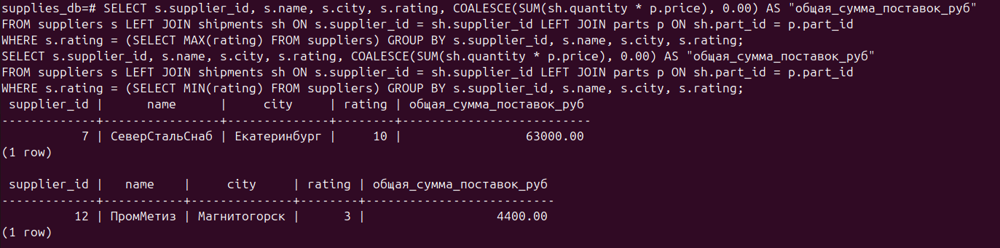 supplies_db=# SELECT s.supplier_id, s.name, s.city, s.rating, COALESCE(SUM(sh.quantity * p.price), 0.00) AS "общая_сумма_поставок_руб"
FROM suppliers s LEFT JOIN shipments sh ON s.supplier_id = sh.supplier_id LEFT JOIN parts p ON sh.part_id = p.part_id
WHERE s.rating = (SELECT MAX(rating) FROM suppliers) GROUP BY s.supplier_id, s.name, s.city, s.rating;
SELECT s.supplier_id, s.name, s.city, s.rating, COALESCE(SUM(sh.quantity * p.price), 0.00) AS "общая_сумма_поставок_руб"
FROM suppliers s LEFT JOIN shipments sh ON s.supplier_id = sh.supplier_id LEFT JOIN parts p ON sh.part_id = p.part_id
WHERE s.rating = (SELECT MIN(rating) FROM suppliers) GROUP BY s.supplier_id, s.name, s.city, s.rating;
 supplier_id |      name      |     city     | rating | общая_сумма_поставок_руб
-------------+----------------+--------------+--------+--------------------------
           7 | СеверСтальСнаб | Екатеринбург |     10 |                 63000.00
(1 row)

 supplier_id |   name    |     city     | rating | общая_сумма_поставок_руб
-------------+-----------+--------------+--------+--------------------------
          12 | ПромМетиз | Магнитогорск |      3 |                  4400.00
(1 row)